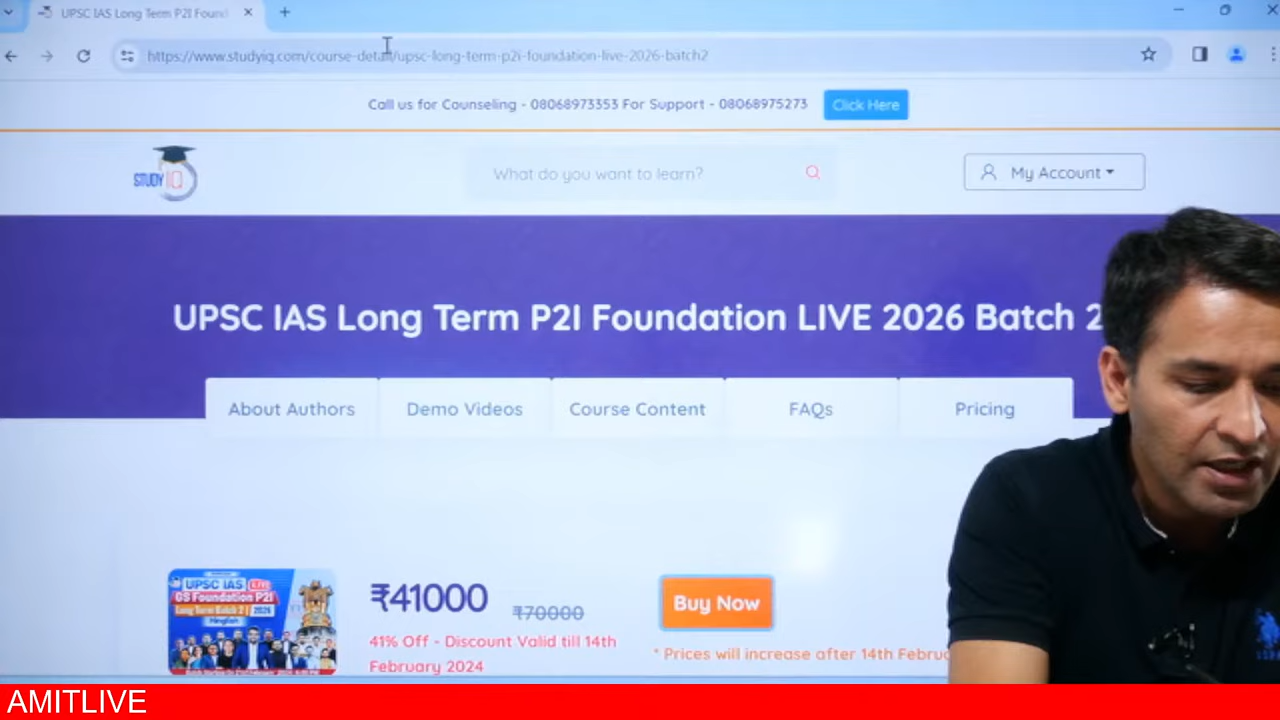 UPSC IAS Long Term P2I Found
https://www.studyiq.com/course-detail/upsc-long-term-p2i-foundation-live-2026-batch2
Call us for Counseling - 08068973353 For Support - 08068975273
Click Here
STUDY IQ
What do you want to learn?
My Account
UPSC IAS Long Term P2I Foundation LIVE 2026 Batch 2
About Authors
Demo Videos
Course Content
FAQs
Pricing
UPSC IAS LIVE
GS Foundation P2I
Long Term Batch 2 | 2026
Hinglish
₹41000
₹70000
Buy Now
41% Off - Discount Valid till 14th
February 2024
* Prices will increase after 14th Februa
AMITLIVE